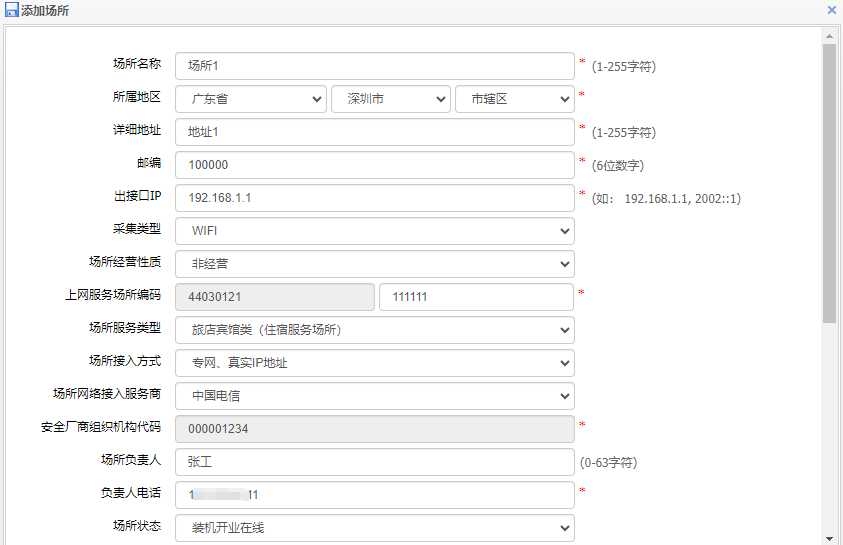 添加场所
场所名称 场所1 * (1-255字符)
所属地区 广东省 深圳市 市辖区 *
详细地址 地址1 * (1-255字符)
邮编 100000 * (6位数字)
出接口IP 192.168.1.1 * (如： 192.168.1.1, 2002::1)
采集类型 WIFI
场所经营性质 非经营
上网服务场所编码 44030121 111111 *
场所服务类型 旅店宾馆类（住宿服务场所）
场所接入方式 专网、真实IP地址
场所网络接入服务商 中国电信
安全厂商组织机构代码 000001234 *
场所负责人 张工 (0-63字符)
负责人电话 1 11 *
场所状态 装机开业在线